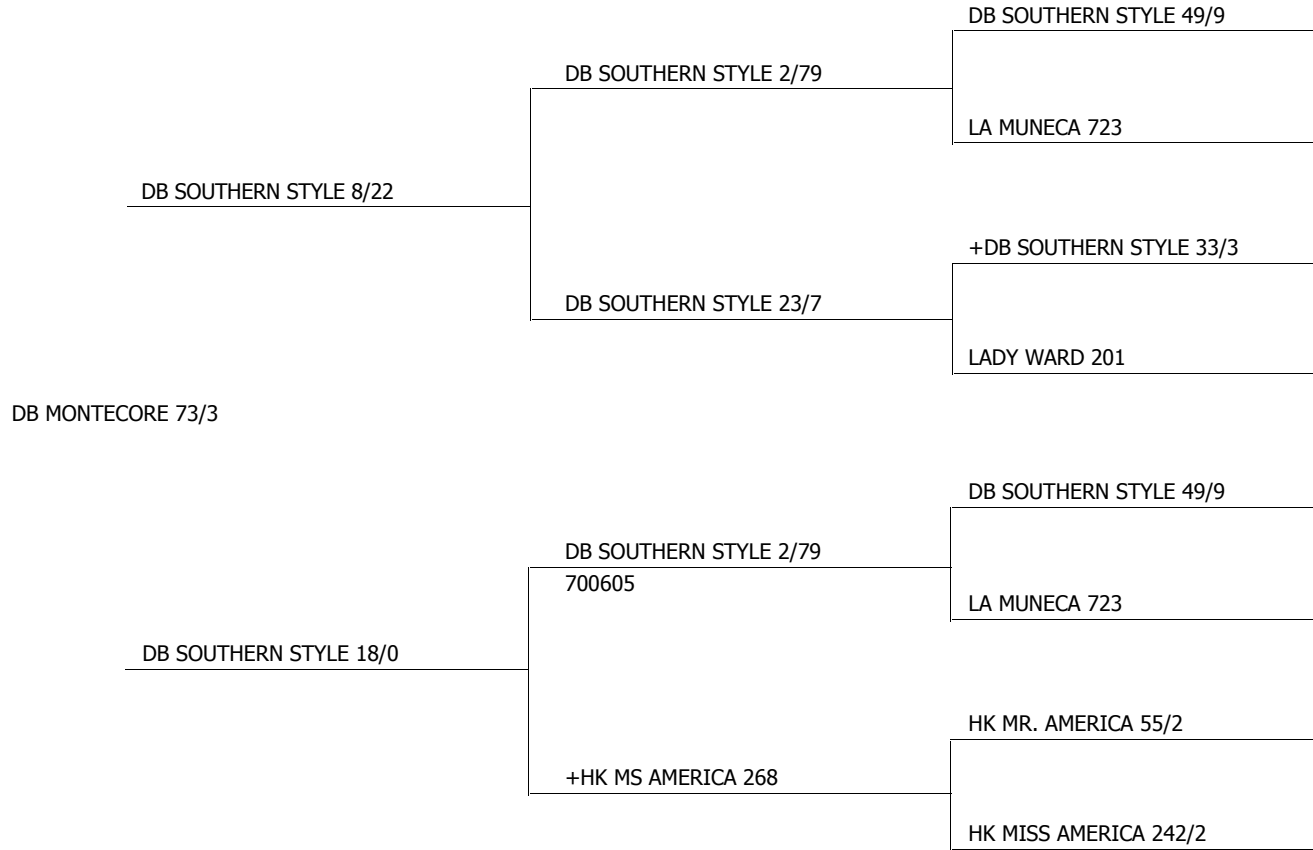 DB SOUTHERN STYLE 49/9
DB SOUTHERN STYLE 2/79
LA MUNECA 723
DB SOUTHERN STYLE 8/22
+DB SOUTHERN STYLE 33/3
DB SOUTHERN STYLE 23/7
LADY WARD 201
DB MONTECORE 73/3
DB SOUTHERN STYLE 49/9
DB SOUTHERN STYLE 2/79
700605
LA MUNECA 723
DB SOUTHERN STYLE 18/0
HK MR. AMERICA 55/2
+HK MS AMERICA 268
HK MISS AMERICA 242/2